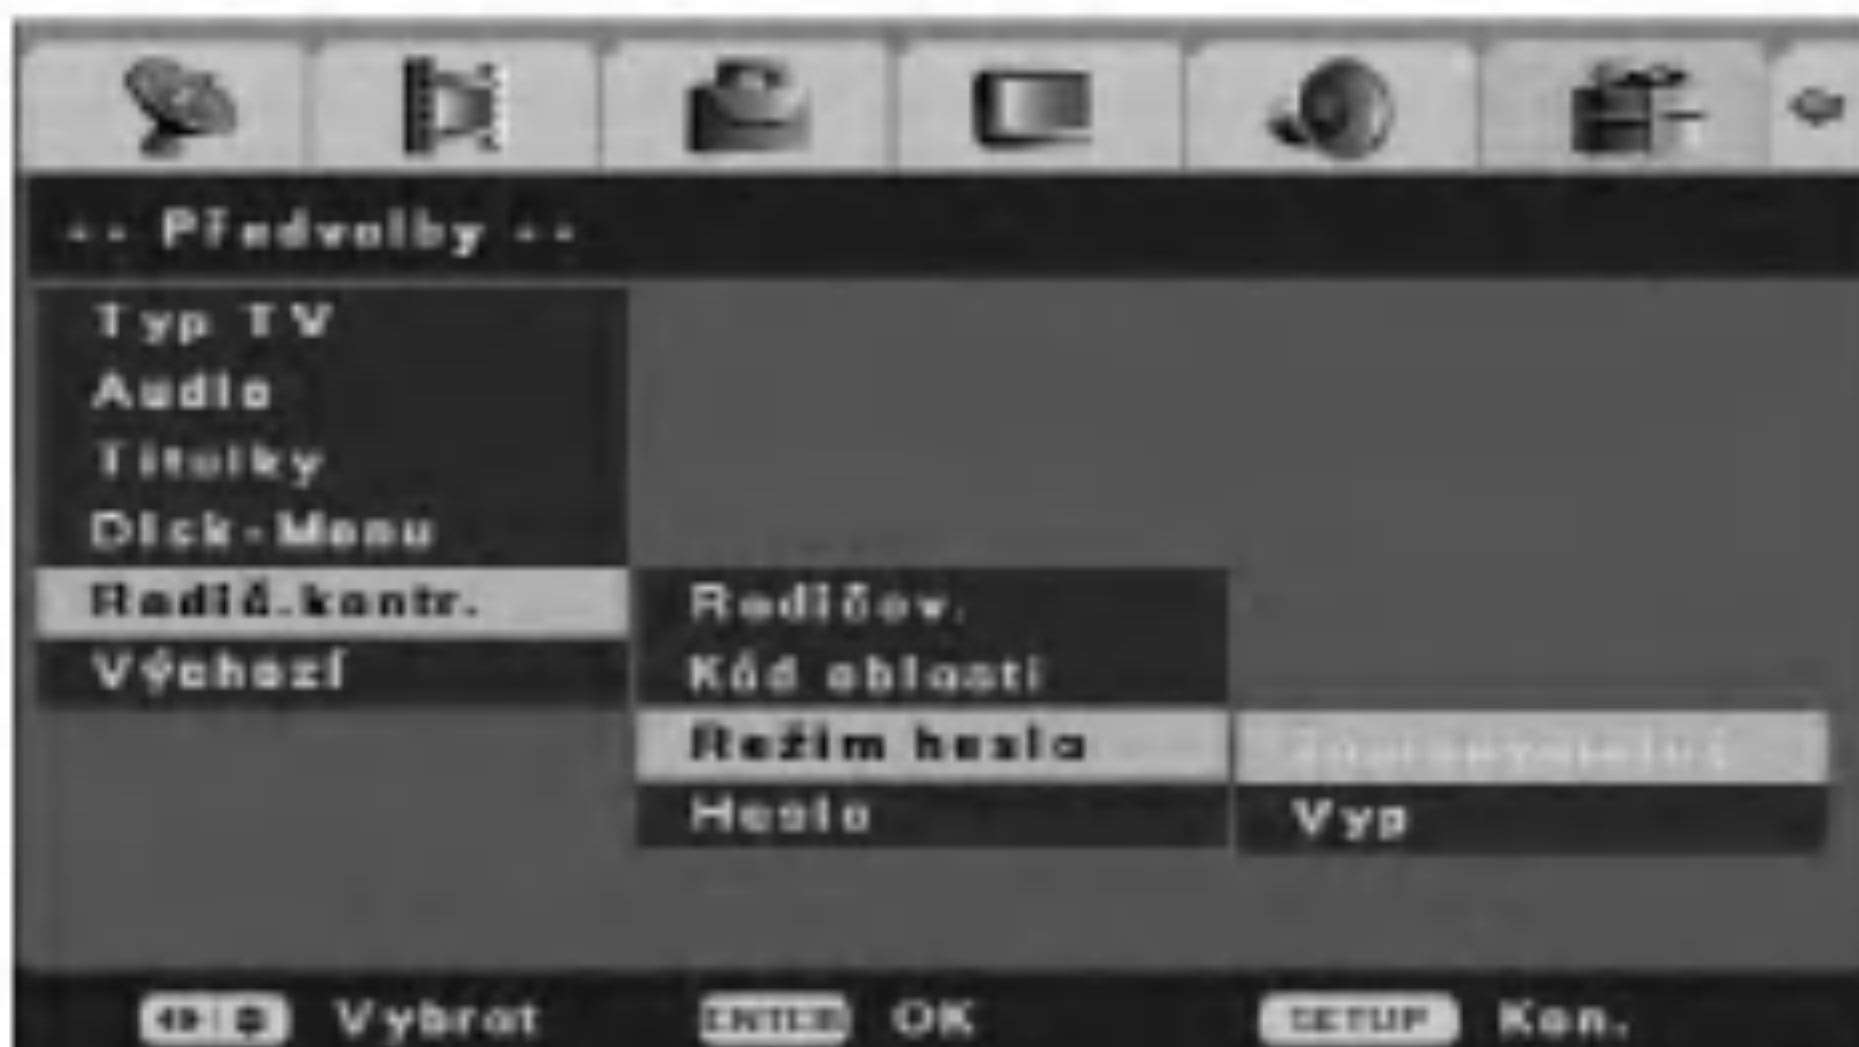 -- Předvolby --
Typ TV
Audio
Titulky
Disk-Menu
Rodič.kontr.
Výchozí
Rodičov.
Kód oblasti
Režim hesla
Heslo
Vyp
Vybrat
ENTER OK
SETUP Kon.